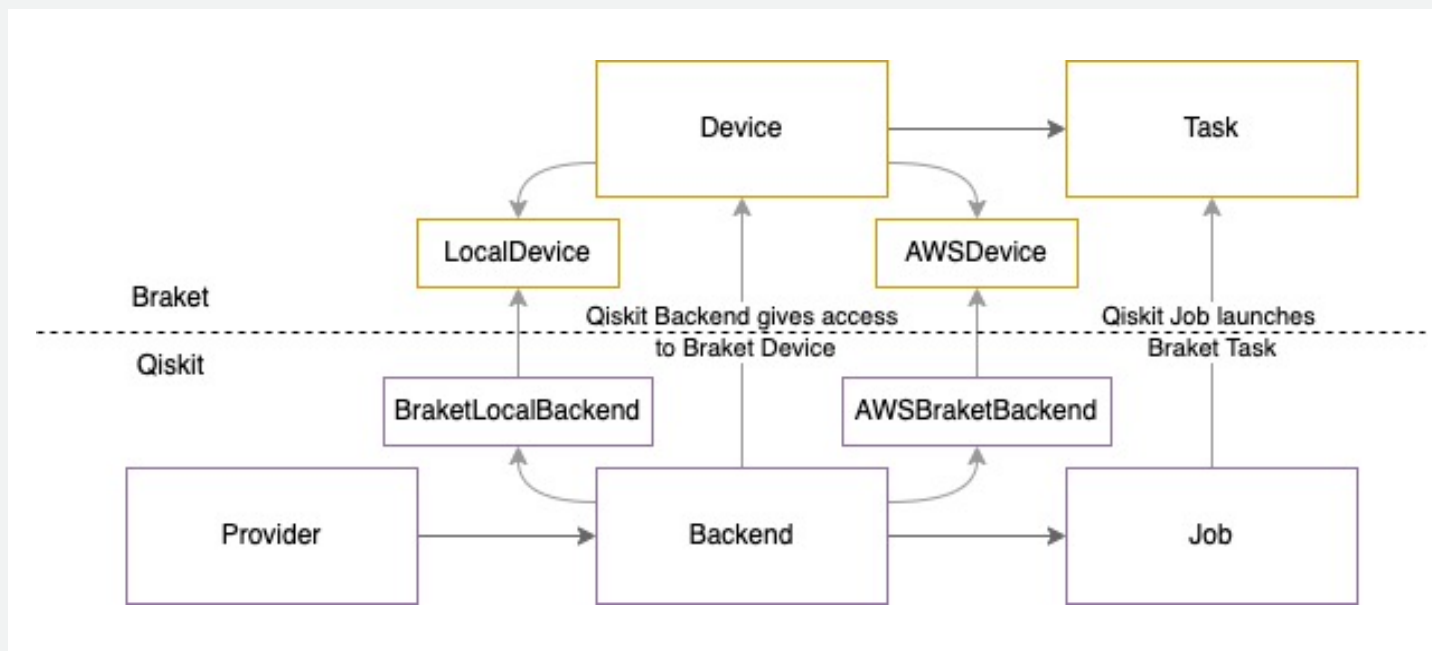 Device
Task
LocalDevice
AWSDevice
Braket
Qiskit Backend gives access
to Braket Device
Qiskit Job launches
Braket Task
Qiskit
BraketLocalBackend
AWSBraketBackend
Provider
Backend
Job